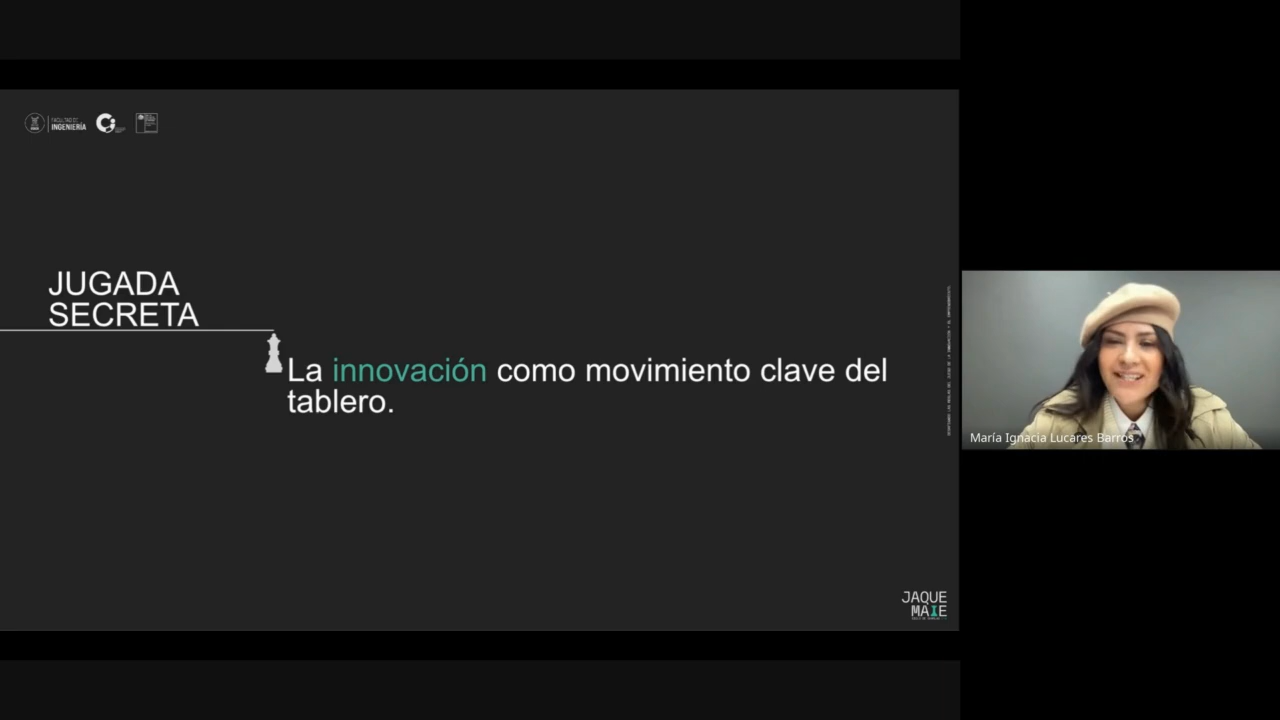 FACULTAD DE
INGENIERÍA
JUGADA
SECRETA
La innovación como movimiento clave del
tablero.
María Ignacia Lucares Barros
JAQUE
MATE